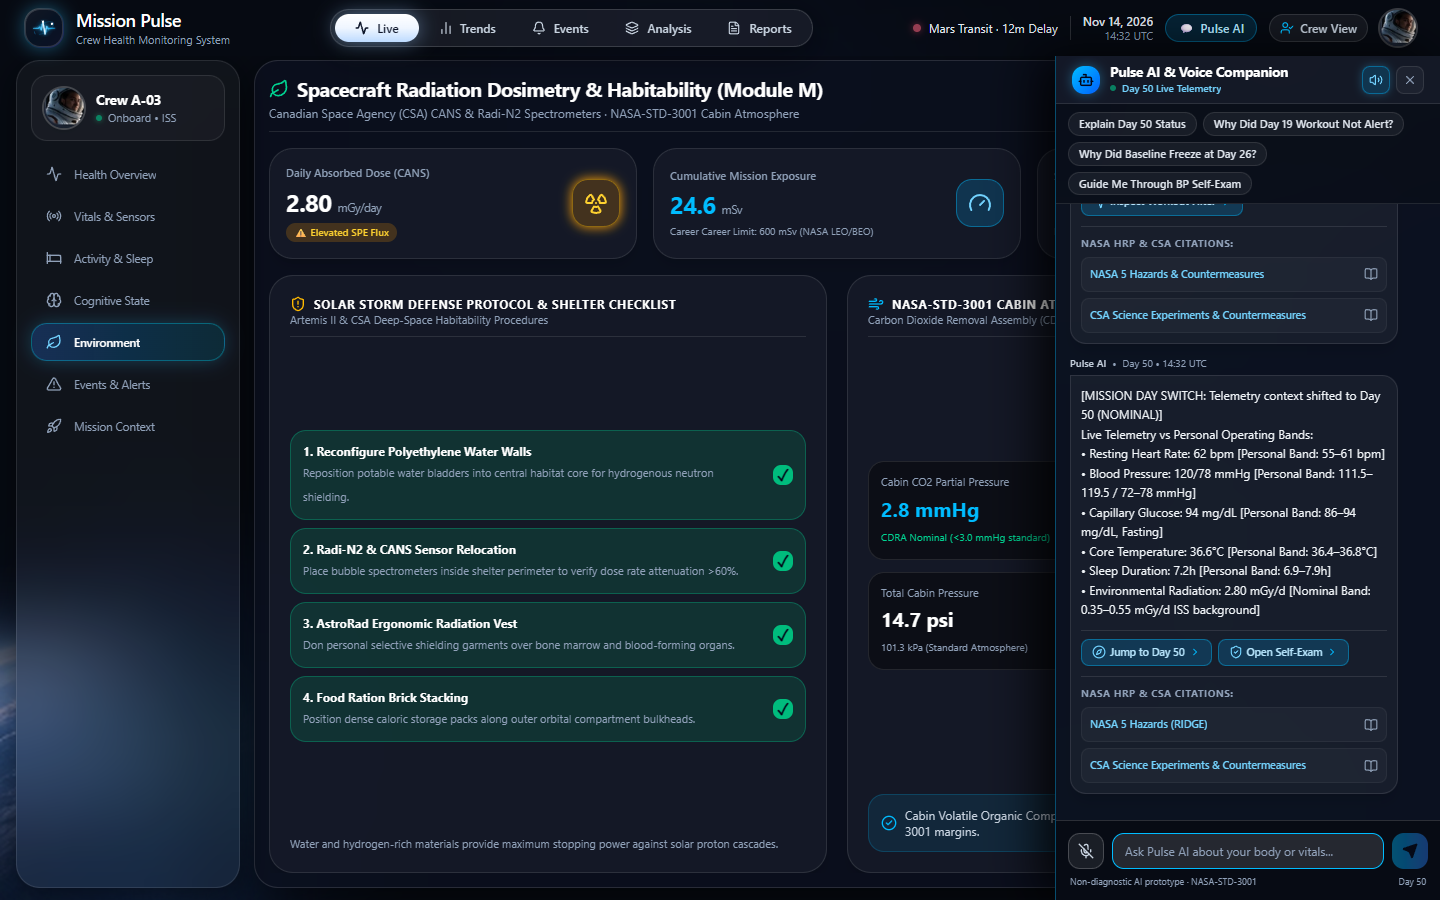 Mission Pulse
Crew Health Monitoring System
Live
Trends
Events
Analysis
Reports
Mars Transit · 12m Delay
Nov 14, 2026
14:32 UTC
Pulse AI
Crew View
Crew A-03
Onboard • ISS
Health Overview
Vitals & Sensors
Activity & Sleep
Cognitive State
Environment
Events & Alerts
Mission Context
Spacecraft Radiation Dosimetry & Habitability (Module M)
Canadian Space Agency (CSA) CANS & Radi-N2 Spectrometers · NASA-STD-3001 Cabin Atmosphere
Daily Absorbed Dose (CANS)
2.80 mGy/day
Elevated SPE Flux
Cumulative Mission Exposure
24.6 mSv
Career Career Limit: 600 mSv (NASA LEO/BEO)
SOLAR STORM DEFENSE PROTOCOL & SHELTER CHECKLIST
Artemis II & CSA Deep-Space Habitability Procedures
1. Reconfigure Polyethylene Water Walls
Reposition potable water bladders into central habitat core for hydrogenous neutron
shielding.
2. Radi-N2 & CANS Sensor Relocation
Place bubble spectrometers inside shelter perimeter to verify dose rate attenuation >60%.
3. AstroRad Ergonomic Radiation Vest
Don personal selective shielding garments over bone marrow and blood-forming organs.
4. Food Ration Brick Stacking
Position dense caloric storage packs along outer orbital compartment bulkheads.
Water and hydrogen-rich materials provide maximum stopping power against solar proton cascades.
NASA-STD-3001 CABIN AT
Carbon Dioxide Removal Assembly (CD
Cabin CO2 Partial Pressure
2.8 mmHg
CDRA Nominal (<3.0 mmHg standard)
Total Cabin Pressure
14.7 psi
101.3 kPa (Standard Atmosphere)
Cabin Volatile Organic Comp
3001 margins.
Pulse AI & Voice Companion
Day 50 Live Telemetry
Explain Day 50 Status
Why Did Day 19 Workout Not Alert?
Why Did Baseline Freeze at Day 26?
Guide Me Through BP Self-Exam
NASA HRP & CSA CITATIONS:
NASA 5 Hazards & Countermeasures
CSA Science Experiments & Countermeasures
Pulse AI • Day 50 • 14:32 UTC
[MISSION DAY SWITCH: Telemetry context shifted to Day
50 (NOMINAL)]
Live Telemetry vs Personal Operating Bands:
• Resting Heart Rate: 62 bpm [Personal Band: 55–61 bpm]
• Blood Pressure: 120/78 mmHg [Personal Band: 111.5–
119.5 / 72–78 mmHg]
• Capillary Glucose: 94 mg/dL [Personal Band: 86–94
mg/dL, Fasting]
• Core Temperature: 36.6°C [Personal Band: 36.4–36.8°C]
• Sleep Duration: 7.2h [Personal Band: 6.9–7.9h]
• Environmental Radiation: 2.80 mGy/d [Nominal Band:
0.35–0.55 mGy/d ISS background]
Jump to Day 50
Open Self-Exam
NASA HRP & CSA CITATIONS:
NASA 5 Hazards (RIDGE)
CSA Science Experiments & Countermeasures
Ask Pulse AI about your body or vitals...
Non-diagnostic AI prototype · NASA-STD-3001
Day 50